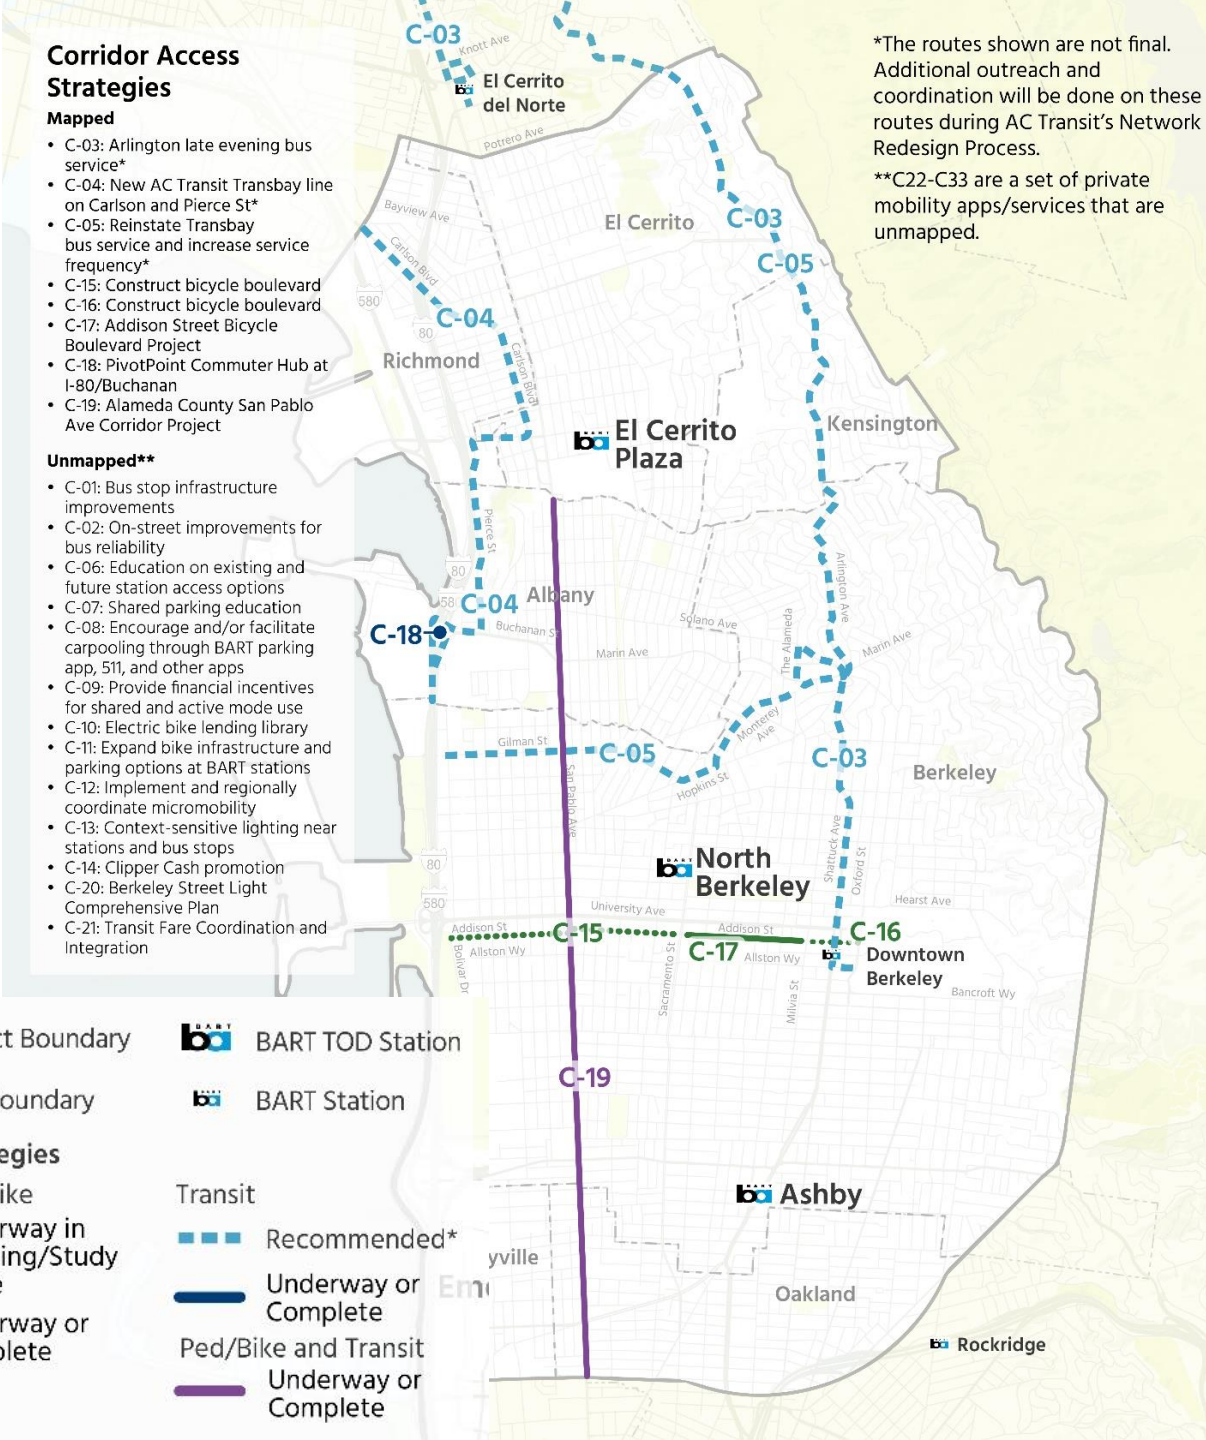 Corridor Access
Strategies
Mapped
• C-03: Arlington late evening bus
service*
• C-04: New AC Transit Transbay line
on Carlson and Pierce St*
• C-05: Reinstate Transbay
bus service and increase service
frequency*
• C-15: Construct bicycle boulevard
• C-16: Construct bicycle boulevard
• C-17: Addison Street Bicycle
Boulevard Project
• C-18: PivotPoint Commuter Hub at
I-80/Buchanan
• C-19: Alameda County San Pablo
Ave Corridor Project
Unmapped**
• C-01: Bus stop infrastructure
improvements
• C-02: On-street improvements for
bus reliability
• C-06: Education on existing and
future station access options
• C-07: Shared parking education
• C-08: Encourage and/or facilitate
carpooling through BART parking
app, 511, and other apps
• C-09: Provide financial incentives
for shared and active mode use
• C-10: Electric bike lending library
• C-11: Expand bike infrastructure and
parking options at BART stations
• C-12: Implement and regionally
coordinate micromobility
• C-13: Context-sensitive lighting near
stations and bus stops
• C-14: Clipper Cash promotion
• C-20: Berkeley Street Light
Comprehensive Plan
• C-21: Transit Fare Coordination and
Integration
*The routes shown are not final.
Additional outreach and
coordination will be done on these
routes during AC Transit's Network
Redesign Process.
**C22-C33 are a set of private
mobility apps/services that are
unmapped.
C-03
Knott Ave
El Cerrito
del Norte
Potrero Ave
Bayview Ave
El Cerrito
C-03
Carlson Blvd
C-05
580
C-04
80
Richmond
Carlson Blvd
Kensington
El Cerrito
Plaza
Pierce St
80
Arlington Ave
58
C-04
Albany
C-18
Buchanan S
Solano Ave
The Alameda
Marin Ave
Marin Ave
Monterey
Ave
Gilman St
C-05
C-03
Hopkins St
Berkeley
San Pablo Ave
North
Berkeley
Shattuck Ave
Oxford St
80
580
University Ave
Hearst Ave
Addison St
C-15
Addison St
C-16
Allston Wy
C-17
Allston Wy
Downtown
Berkeley
Bolivar Dr
Sacramento St
Milvia St
Bancroft Wy
C-19
Ashby
yville
Em
Oakland
Rockridge
ct Boundary
BART TOD Station
oundary
BART Station
egies
ike
Transit
rway in
ing/Study
Recommended*
Underway or
Complete
rway or
plete
Ped/Bike and Transit
Underway or
Complete